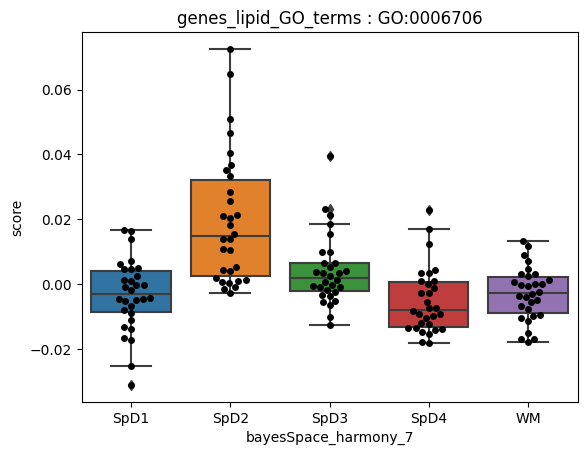 genes_lipid_GO_terms : GO:0006706
0.06
0.04
0.02
0.00
−0.02
score
SpD1 SpD2 SpD3 SpD4 WM
bayesSpace_harmony_7